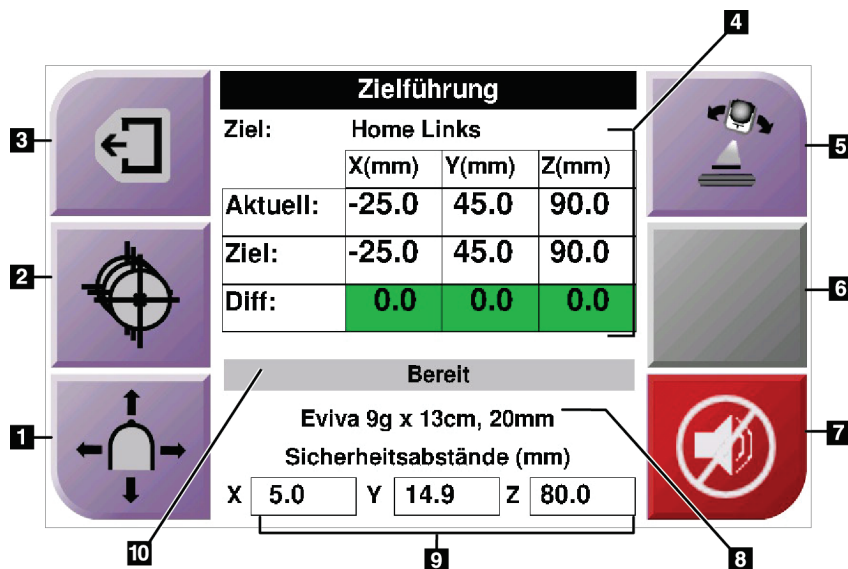 4
Zielführung
Ziel: Home Links
3
5
X(mm) Y(mm) Z(mm)
Aktuell: -25.0 45.0 90.0
Ziel: -25.0 45.0 90.0
2
6
Diff: 0.0 0.0 0.0
Bereit
Eviva 9g x 13cm, 20mm
1
7
Sicherheitsabstände (mm)
X 5.0 Y 14.9 Z 80.0
10
9
8